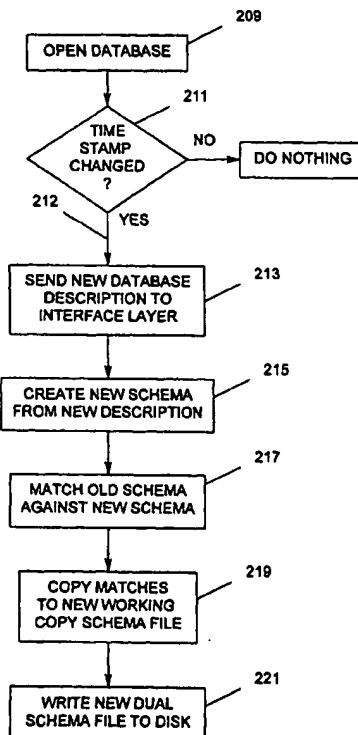 209
OPEN DATABASE
211
TIME
STAMP
CHANGED
?
NO
DO NOTHING
212
YES
213
SEND NEW DATABASE
DESCRIPTION TO
INTERFACE LAYER
215
CREATE NEW SCHEMA
FROM NEW DESCRIPTION
217
MATCH OLD SCHEMA
AGAINST NEW SCHEMA
219
COPY MATCHES
TO NEW WORKING
COPY SCHEMA FILE
221
WRITE NEW DUAL
SCHEMA FILE TO DISK